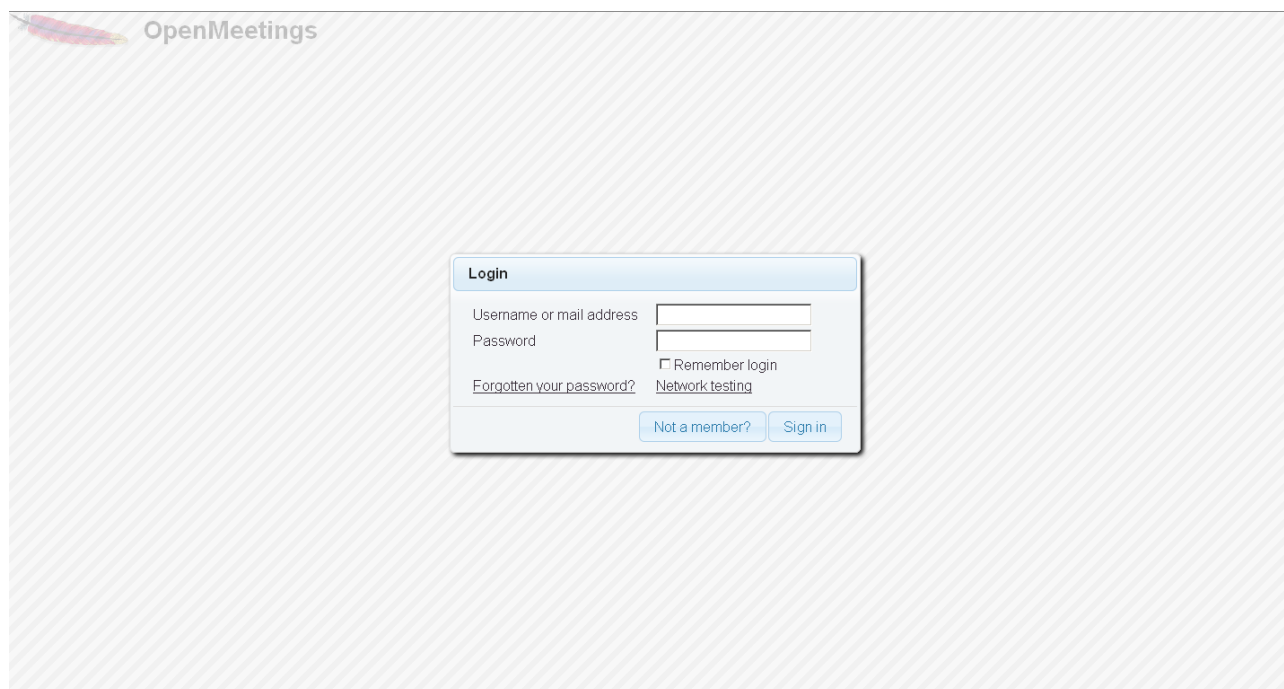 OpenMeetings
Login
Username or mail address
Password
Remember login
Forgotten your password? Network testing
Not a member? Sign in